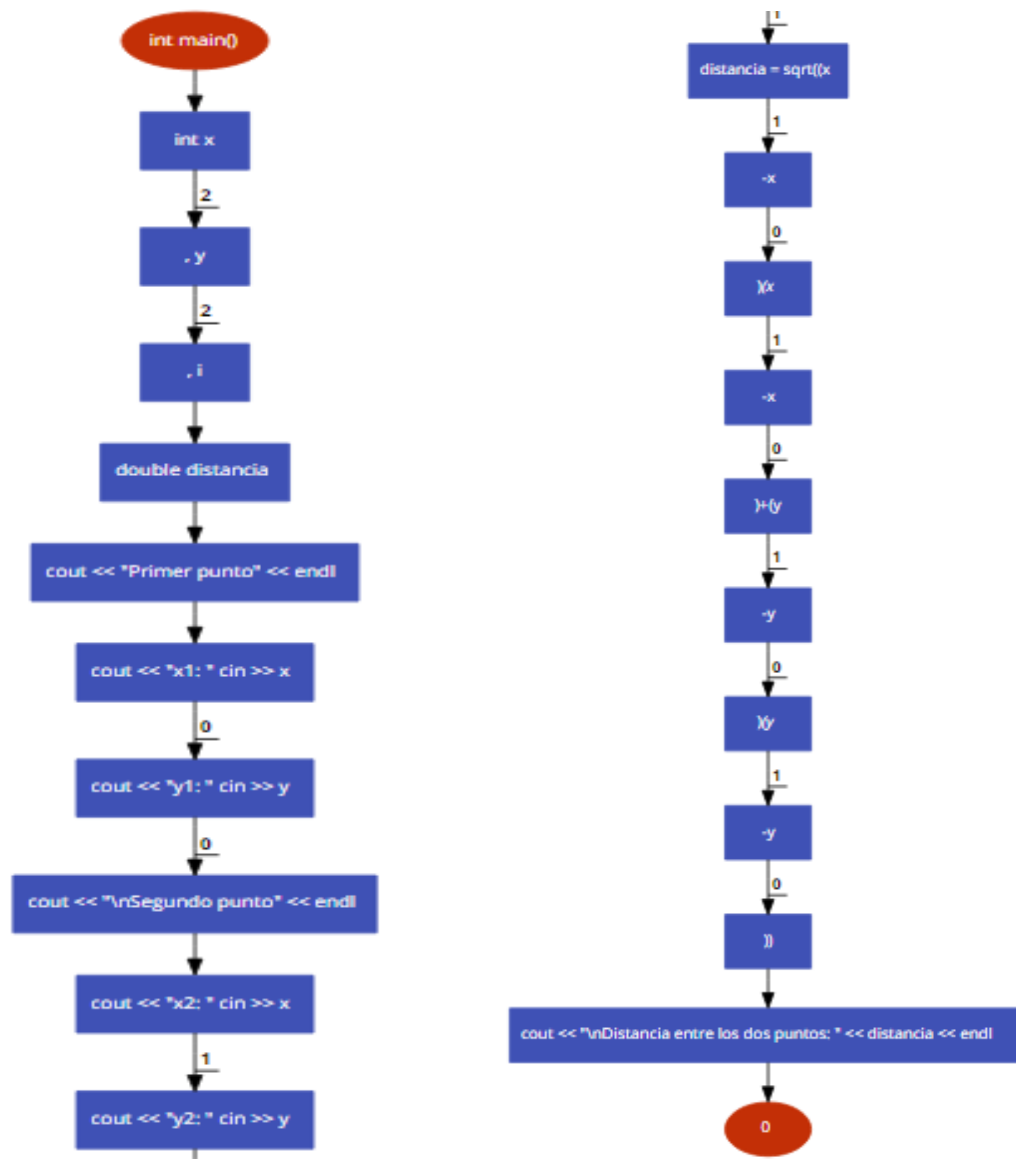 int main()
int x
2
, y
2
, i
double distancia
cout << "Primer punto" << endl
cout << "x1: " cin >> x
0
cout << "y1: " cin >> y
0
cout << "\nSegundo punto" << endl
cout << "x2: " cin >> x
1
cout << "y2: " cin >> y
1
distancia = sqrt((x
1
-x
0
)(x
1
-x
0
)+(y
1
-y
0
)(y
1
-y
0
))
cout << "\nDistancia entre los dos puntos: " << distancia << endl
0